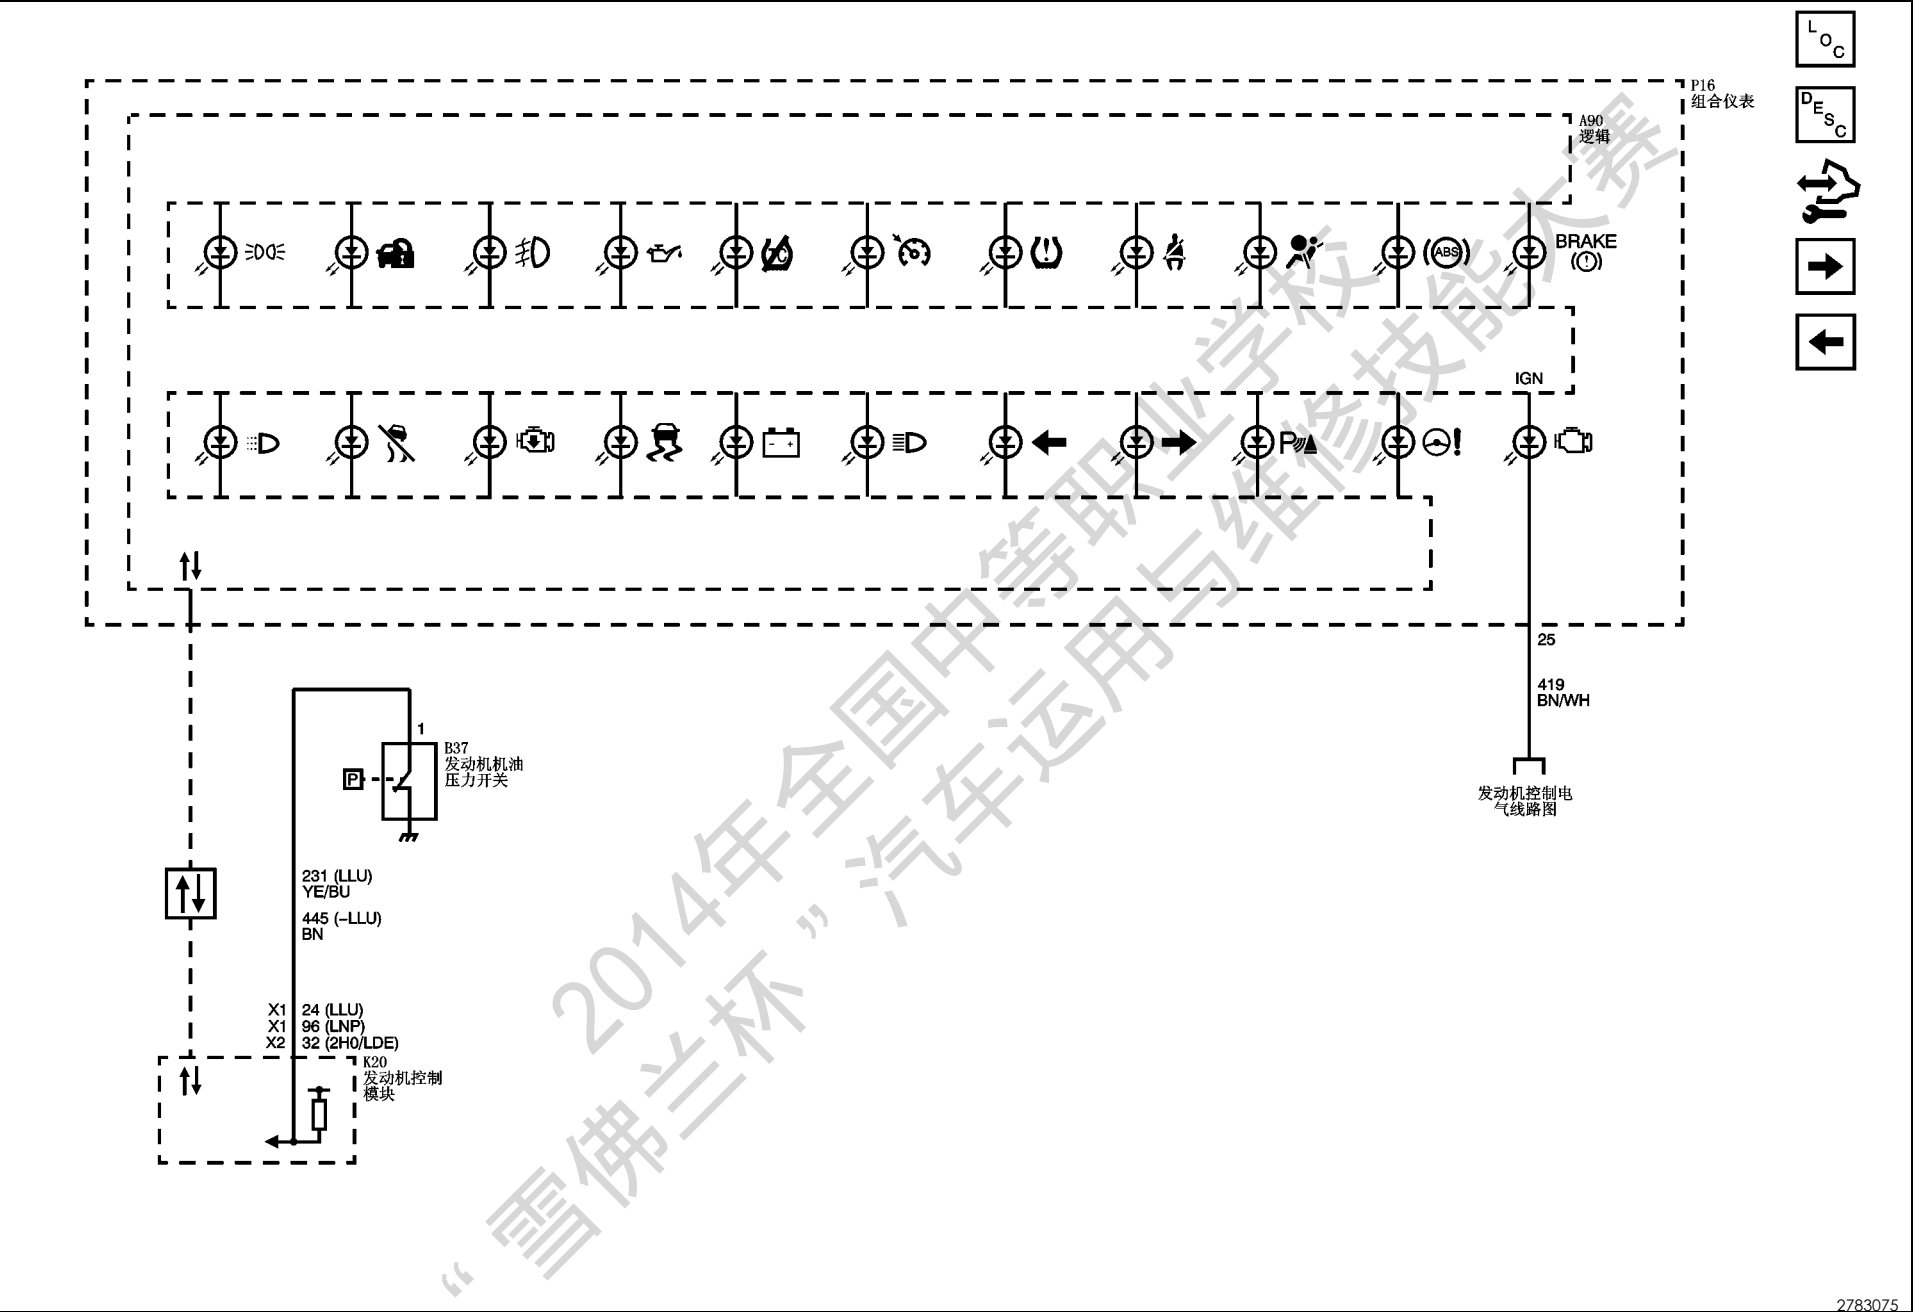 LOC
P16
组合仪表
DESC
A90
逻辑
C
ABS
BRAKE
(!)
IGN
P
25
419
BN/WH
1
B37
发动机机油
压力开关
P
发动机控制电
气线路图
231 (LLU)
YE/BU
445 (-LLU)
BN
X1 24 (LLU)
X1 96 (LNP)
X2 32 (2H0/LDE)
K20
发动机控制
模块
2014年全国中等职业学校
“雪佛兰杯”汽车运用与维修技能大赛
2783075